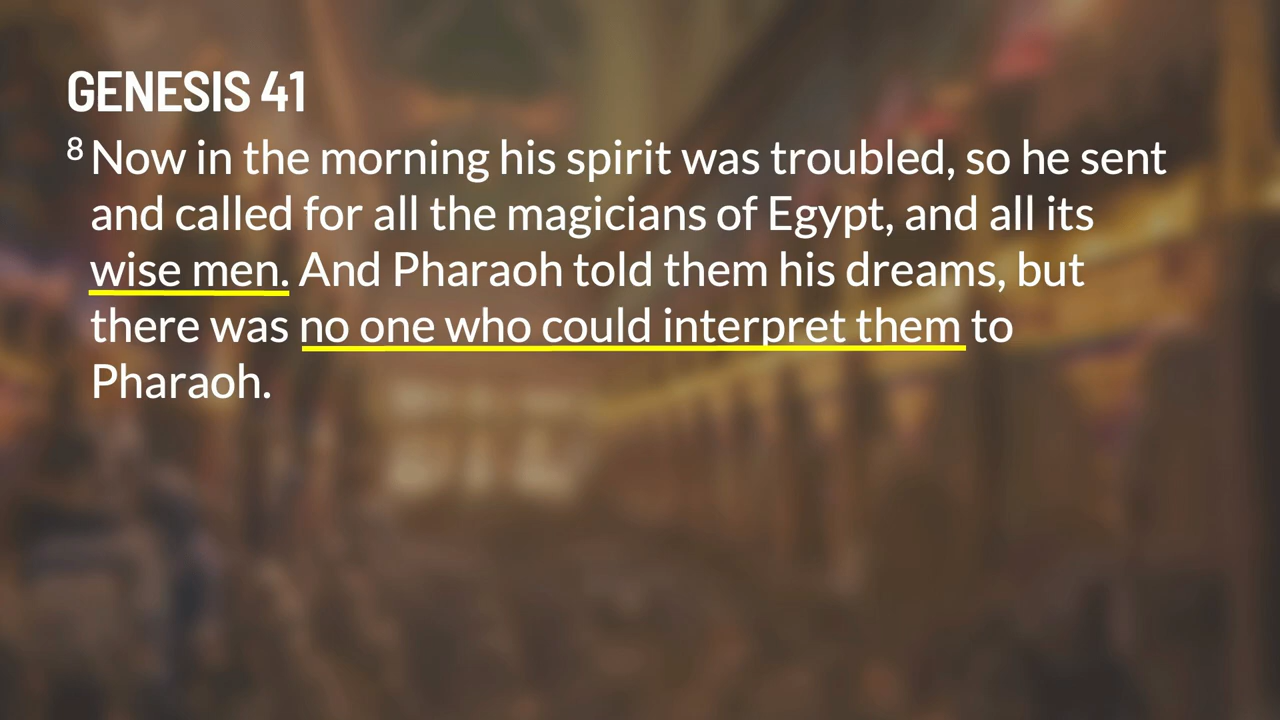 GENESIS 41
8 Now in the morning his spirit was troubled, so he sent
and called for all the magicians of Egypt, and all its
wise men. And Pharaoh told them his dreams, but
there was no one who could interpret them to
Pharaoh.